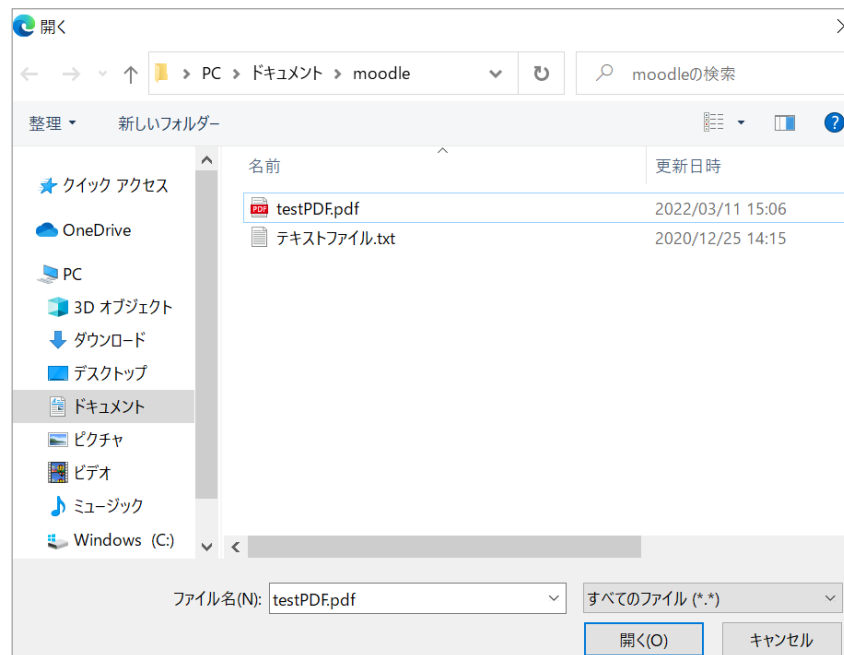 開く
PC › ドキュメント › moodle
moodleの検索
整理
新しいフォルダー
?
名前
更新日時
クイック アクセス
OneDrive
PC
3D オブジェクト
ダウンロード
デスクトップ
ドキュメント
ピクチャ
ビデオ
ミュージック
Windows (C:)
PDF testPDF.pdf 2022/03/11 15:06
テキストファイル.txt 2020/12/25 14:15
ファイル名(N): testPDF.pdf
すべてのファイル (*.*)
開く(O)
キャンセル